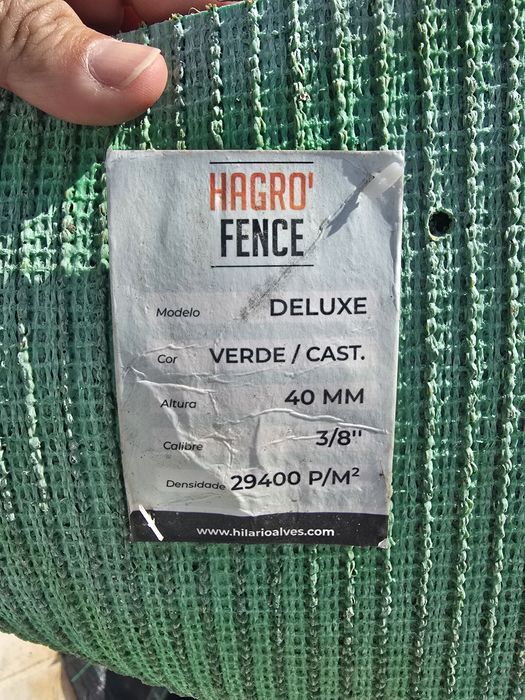 HAGRO'
FENCE
Modelo DELUXE
Cor VERDE / CAST.
Altura 40 MM
Calibre 3/8''
Densidade 29400 P/M²
www.hilarioalves.com